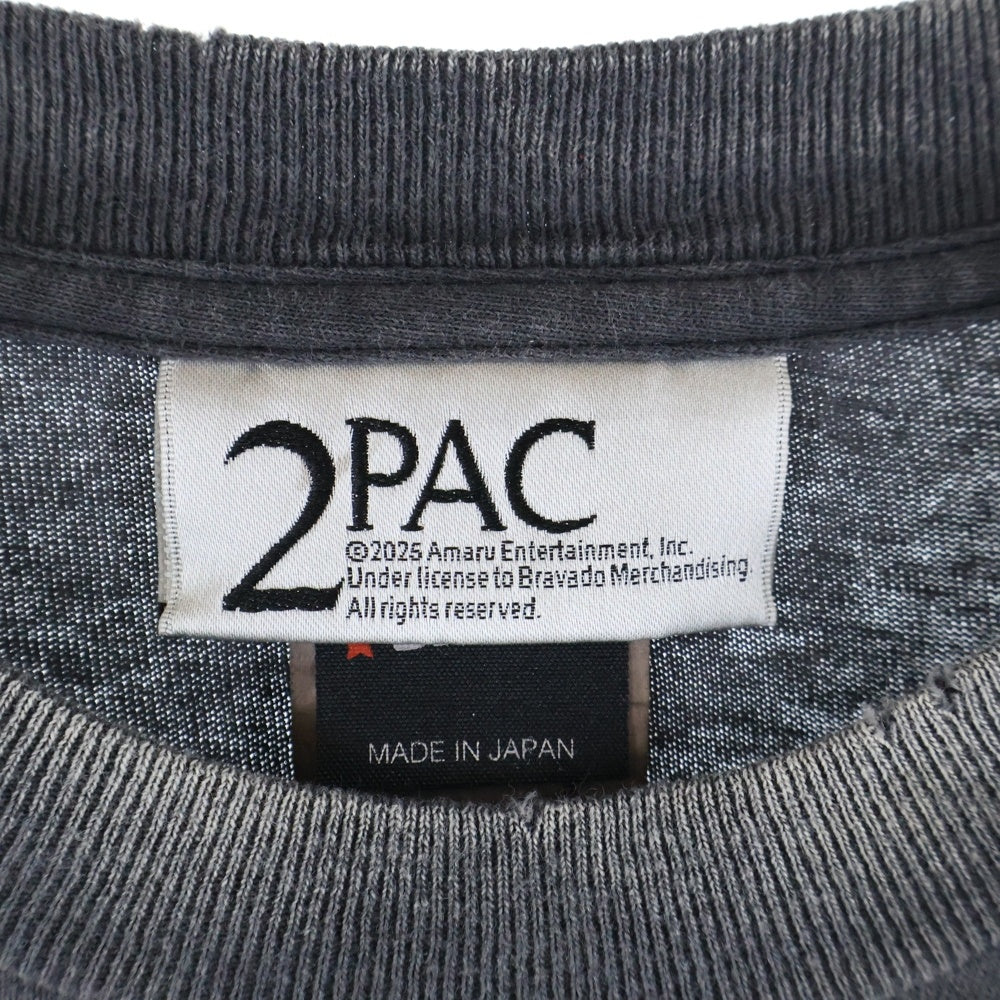 2PAC
©2025 Amaru Entertainment, Inc.
Under license to Bravado Merchandising
All rights reserved.
MADE IN JAPAN